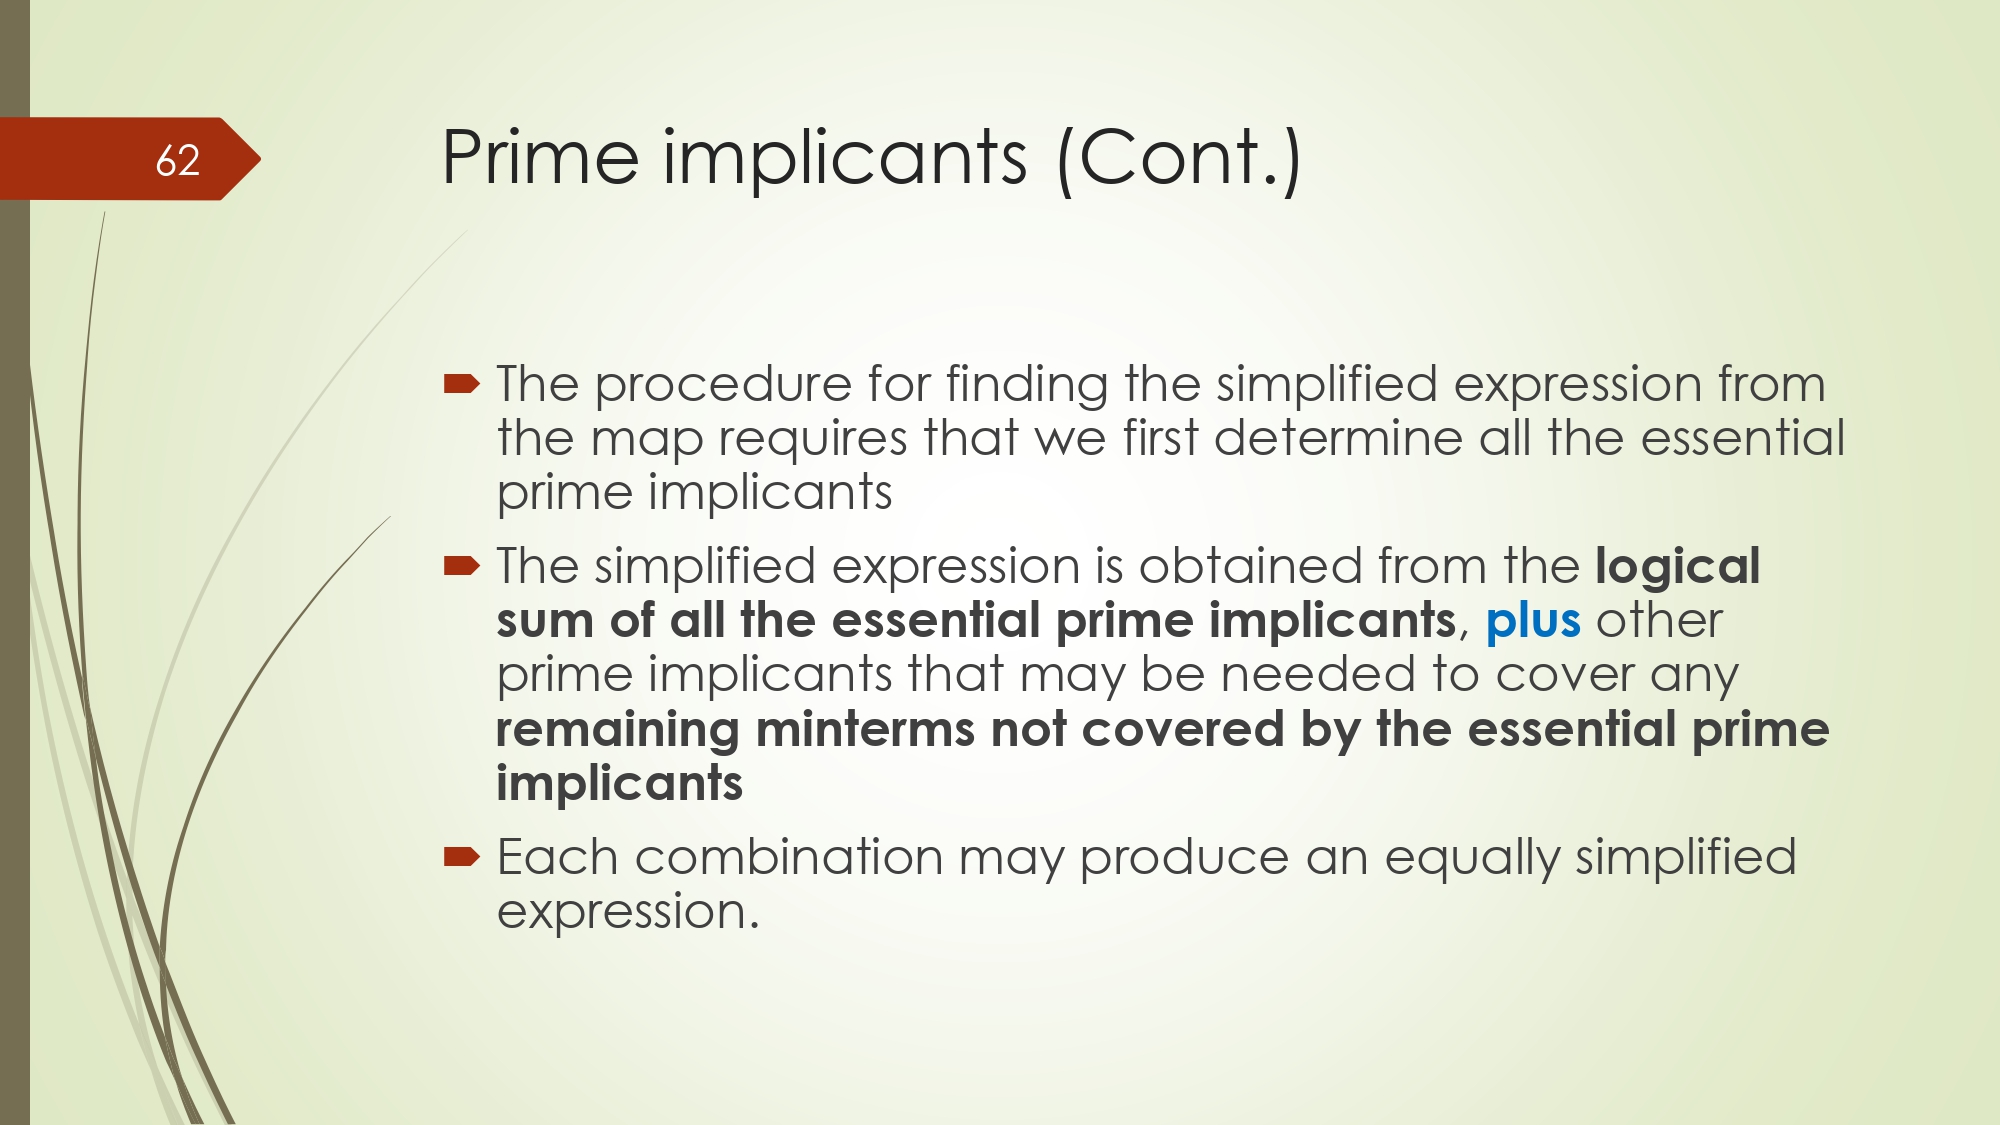 62
Prime implicants (Cont.)
The procedure for finding the simplified expression from
the map requires that we first determine all the essential
prime implicants
The simplified expression is obtained from the logical
sum of all the essential prime implicants, plus other
prime implicants that may be needed to cover any
remaining minterms not covered by the essential prime
implicants
Each combination may produce an equally simplified
expression.